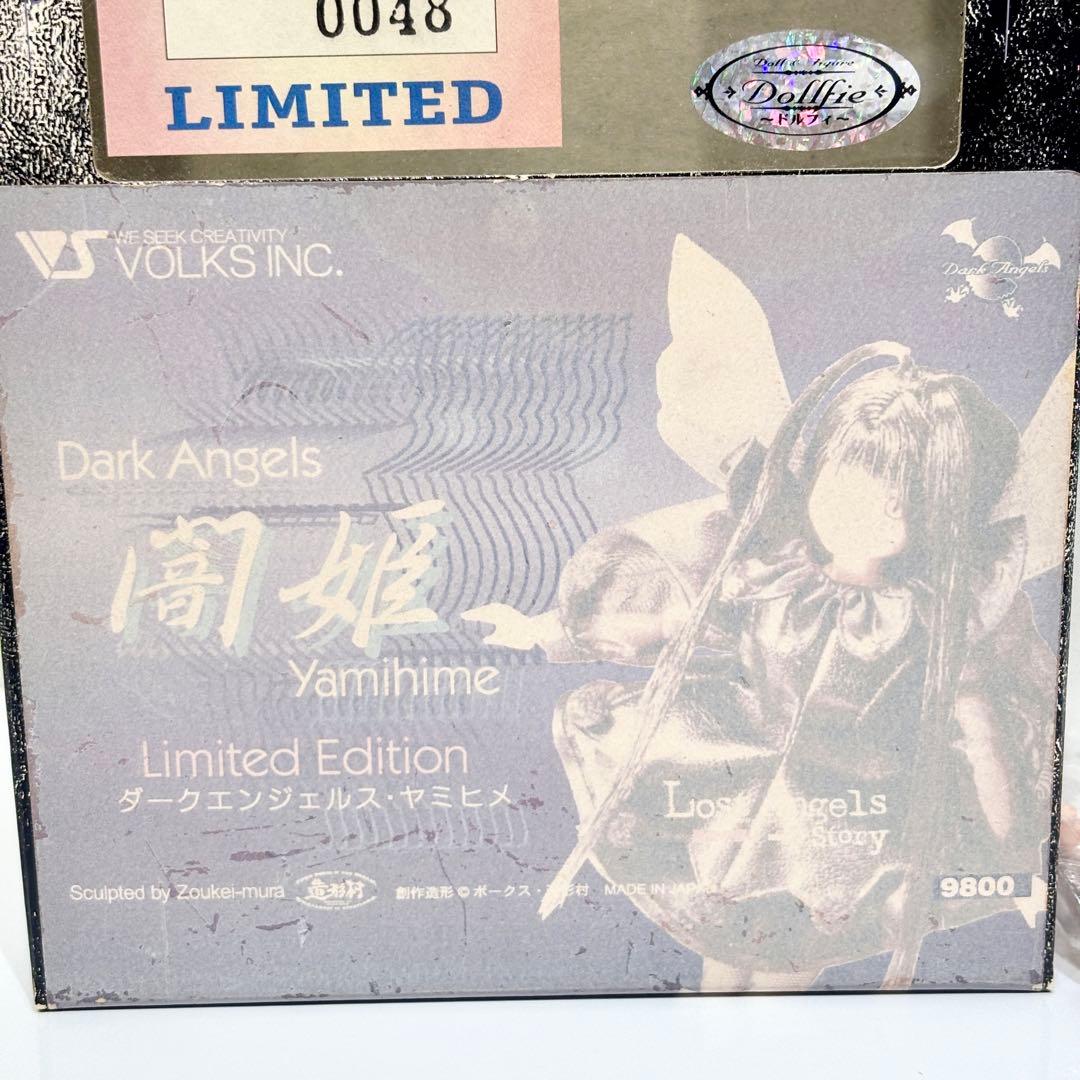 0048
LIMITED
Doll & Figure
Dollfie
～ドルフィ～
VS WE SEEK CREATIVITY
VOLKS INC.
Dark Angels
Dark Angels
闇姫
Yamihime
Limited Edition
ダークエンジェルス・ヤミヒメ
Lost Angels
Story
Sculpted by Zoukei-mura 造形村 創作造形©ボークス・造形村 MADE IN JAPAN
9800